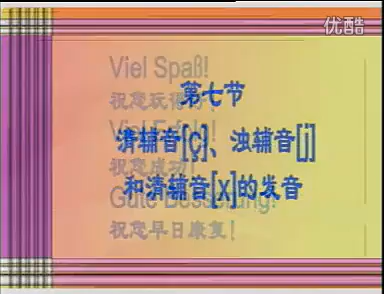 优酷
Viel Spaß!
祝您玩得好!
第七节
Viel Erfolg!
清辅音[Ç]、浊辅音[j]
祝您成功!
和清辅音[x]的发音
Gute Besserung!
祝您早日康复!